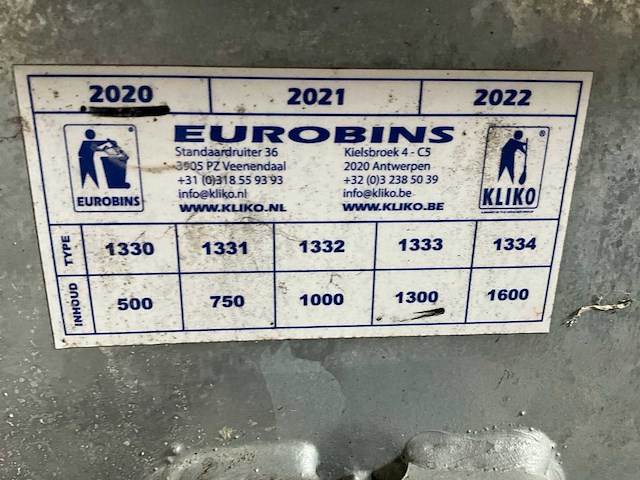 2020 2021 2022
EUROBINS
Standaardruiter 36 Kielsbroek 4 - C5
3905 PZ Veenendaal 2020 Antwerpen
+31 (0)318 55 93 93 +32 (0)3 238 50 39
info@kliko.nl info@kliko.be
WWW.KLIKO.NL WWW.KLIKO.BE
EUROBINS
KLIKO
TYPE 1330 1331 1332 1333 1334
INHOUD 500 750 1000 1300 1600